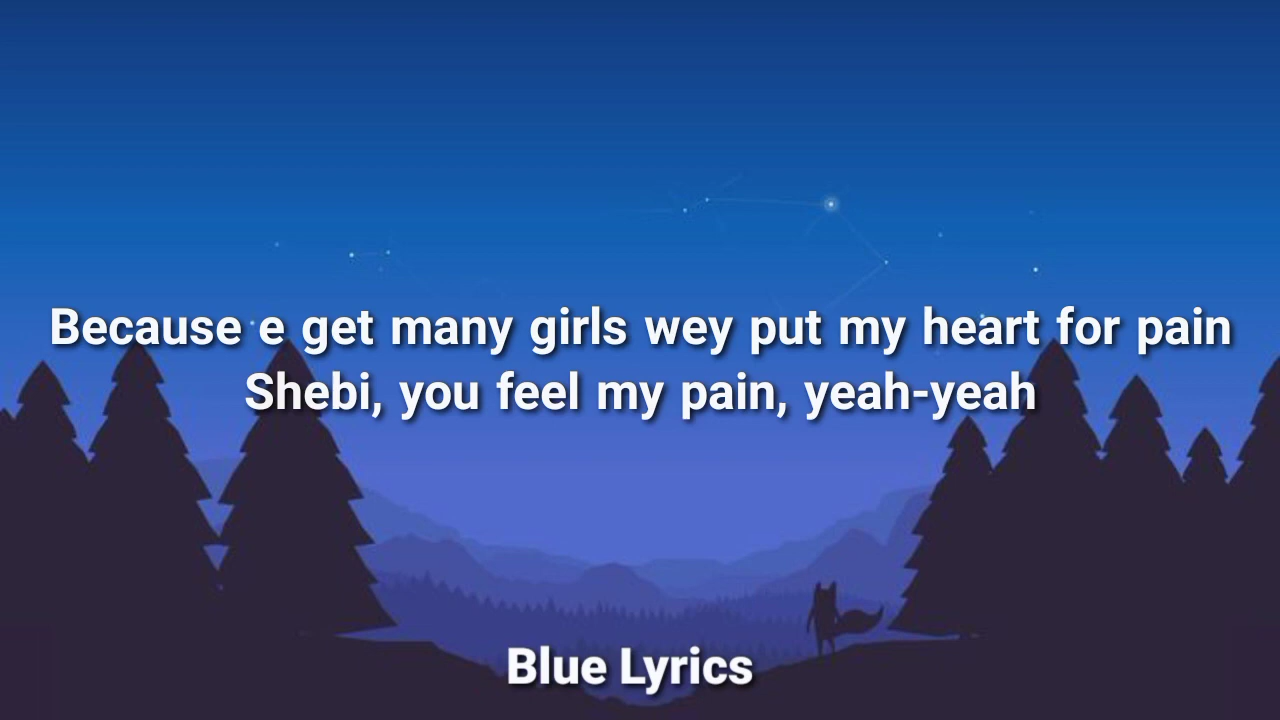 Because e get many girls wey put my heart for pain
Shebi, you feel my pain, yeah-yeah
Blue Lyrics